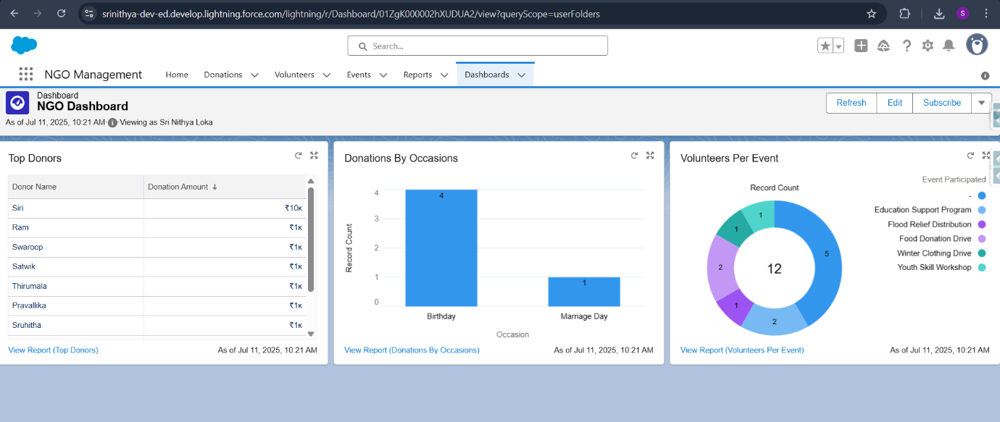 srinithya-dev-ed.develop.lightning.force.com/lightning/r/Dashboard/01ZgK000002hXUDUA2/view?queryScope=userFolders
S
Search...
NGO Management
Home
Donations
Volunteers
Events
Reports
Dashboards
Dashboard
NGO Dashboard
As of Jul 11, 2025, 10:21 AM·Viewing as Sri Nithya Loka
Refresh
Edit
Subscribe
Top Donors
Donor Name Donation Amount ↓
Siri ₹10K
Ram ₹1K
Swaroop ₹1K
Satwik ₹1K
Thirumala ₹1K
Pravallika ₹1K
Sruhitha ₹1K
View Report (Top Donors) As of Jul 11, 2025, 10:21 AM
Donations By Occasions
Record Count
4
3
2
1
0
4
1
Birthday
Marriage Day
Occasion
View Report (Donations By Occasions) As of Jul 11, 2025, 10:21 AM
Volunteers Per Event
Record Count
Event Participated
-
Education Support Program
Flood Relief Distribution
Food Donation Drive
Winter Clothing Drive
Youth Skill Workshop
1
1
5
2
12
1
2
View Report (Volunteers Per Event) As of Jul 11, 2025, 10:21 AM